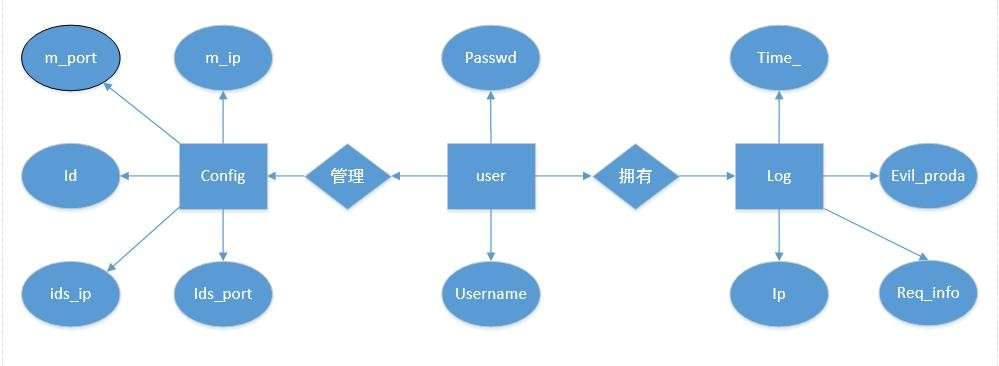 m_port
m_ip
Passwd
Time_
Id
Config
管理
user
拥有
Log
Evil_proda
ids_ip
Ids_port
Username
Ip
Req_info